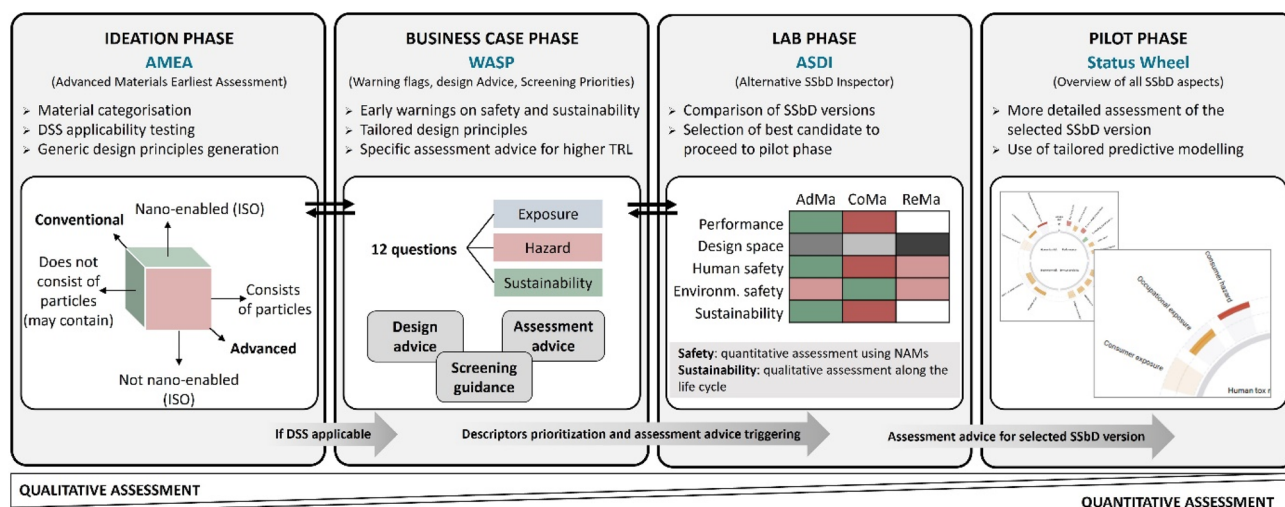 IDEATION PHASE
AMEA
(Advanced Materials Earliest Assessment)
➢ Material categorisation
➢ DSS applicability testing
➢ Generic design principles generation
Conventional
Nano-enabled (ISO)
Does not
consist of
particles
(may contain)
Consists
of particles
Advanced
Not nano-enabled
(ISO)
BUSINESS CASE PHASE
WASP
(Warning flags, design Advice, Screening Priorities)
➢ Early warnings on safety and sustainability
➢ Tailored design principles
➢ Specific assessment advice for higher TRL
12 questions
Exposure
Hazard
Sustainability
Design
advice
Assessment
advice
Screening
guidance
LAB PHASE
ASDI
(Alternative SSbD Inspector)
➢ Comparison of SSbD versions
➢ Selection of best candidate to
proceed to pilot phase
AdMa CoMa ReMa
Performance
Design space
Human safety
Environm. safety
Sustainability
Safety: quantitative assessment using NAMs
Sustainability: qualitative assessment along the
life cycle
PILOT PHASE
Status Wheel
(Overview of all SSbD aspects)
➢ More detailed assessment of the
selected SSbD version
➢ Use of tailored predictive modelling
consumer hazard
Occupational exposure
Consumer exposure
Human tox r
If DSS applicable
Descriptors prioritization and assessment advice triggering
Assessment advice for selected SSbD version
QUALITATIVE ASSESSMENT
QUANTITATIVE ASSESSMENT